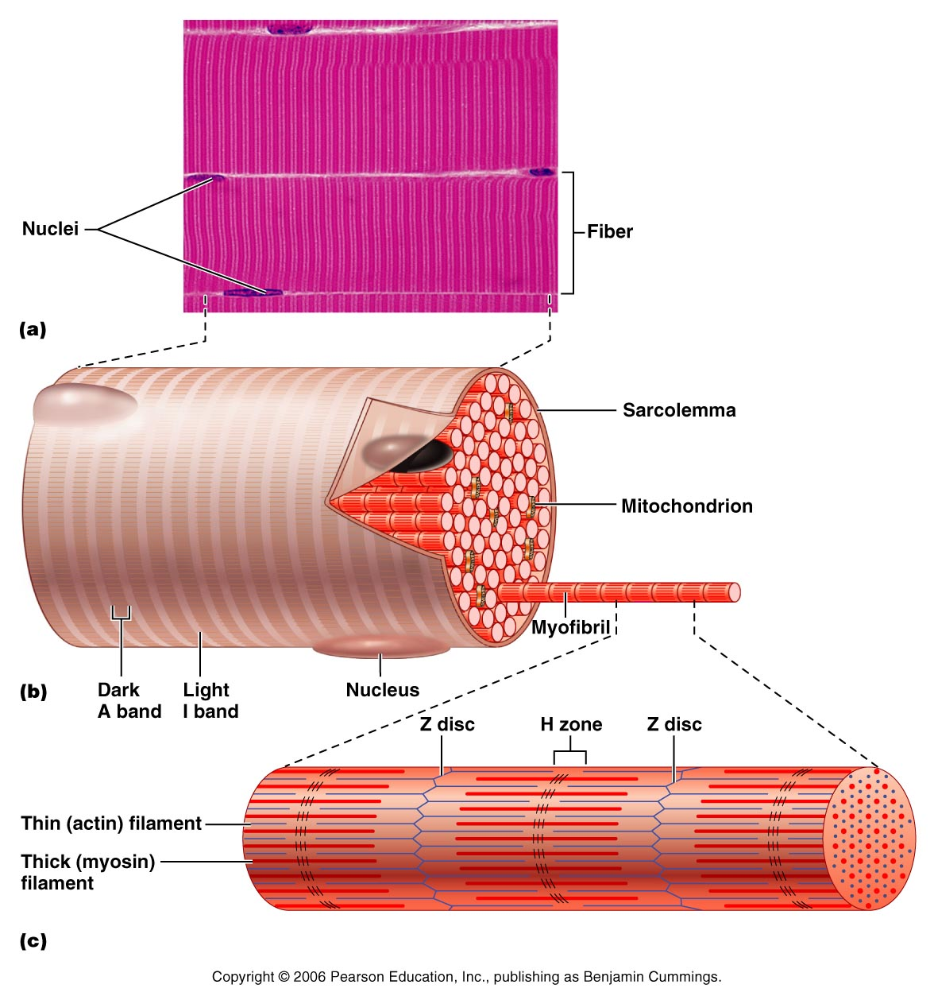 Nuclei
Fiber
(a)
Sarcolemma
Mitochondrion
Myofibril
(b)
Dark
A band
Light
I band
Nucleus
Z disc
H zone
Z disc
Thin (actin) filament
Thick (myosin)
filament
(c)
Copyright © 2006 Pearson Education, Inc., publishing as Benjamin Cummings.